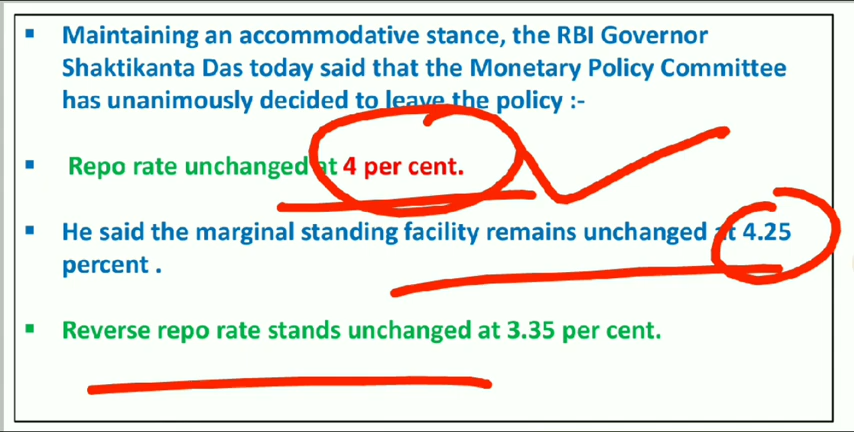 Maintaining an accommodative stance, the RBI Governor
Shaktikanta Das today said that the Monetary Policy Committee
has unanimously decided to leave the policy :-
Repo rate unchanged at 4 per cent.
He said the marginal standing facility remains unchanged at 4.25
percent .
Reverse repo rate stands unchanged at 3.35 per cent.